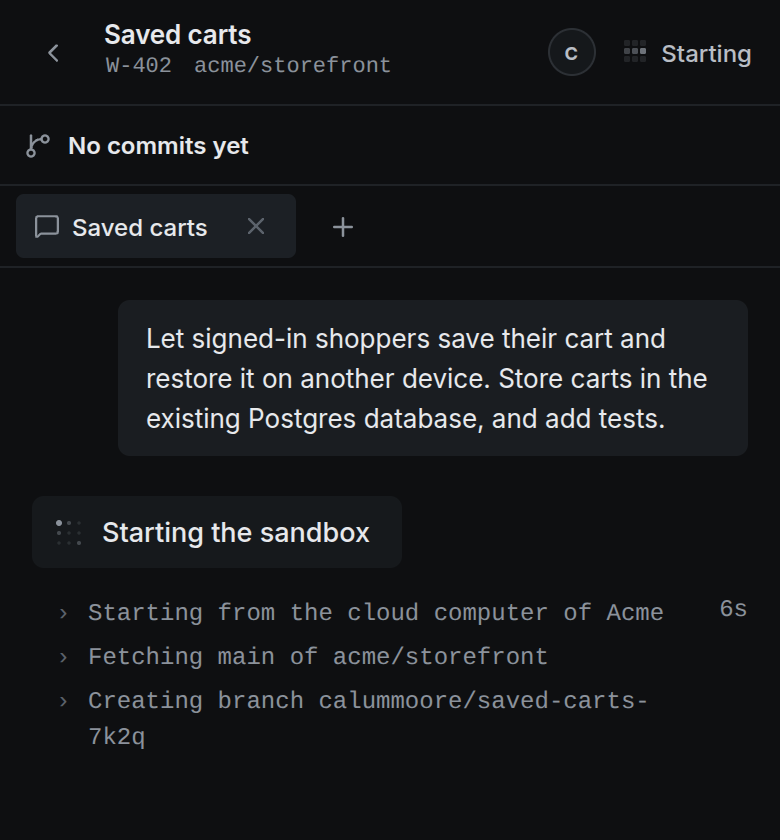 Saved carts
W-402 acme/storefront
C
Starting
No commits yet
Saved carts
Let signed-in shoppers save their cart and
restore it on another device. Store carts in the
existing Postgres database, and add tests.
Starting the sandbox
› Starting from the cloud computer of Acme 6s
› Fetching main of acme/storefront
› Creating branch calummoore/saved-carts-
7k2q